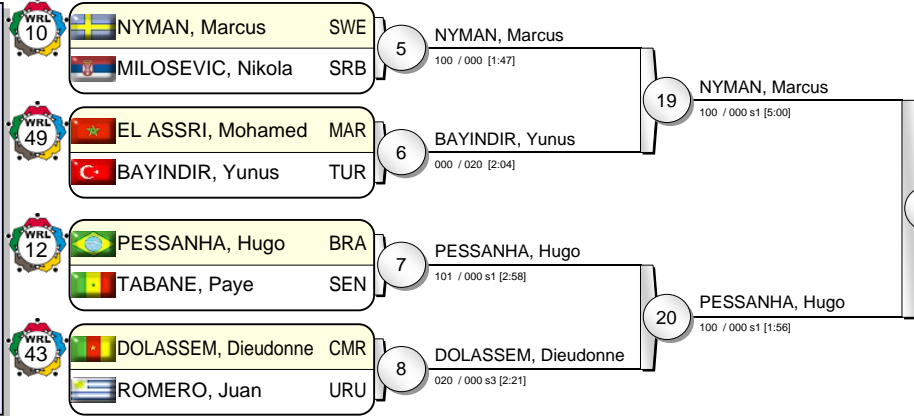 WRL 10 NYMAN, Marcus SWE
MILOSEVIC, Nikola SRB
5
NYMAN, Marcus
100 / 000 [1:47]
WRL 49 EL ASSRI, Mohamed MAR
BAYINDIR, Yunus TUR
6
BAYINDIR, Yunus
000 / 020 [2:04]
19
NYMAN, Marcus
100 / 000 s1 [5:00]
WRL 12 PESSANHA, Hugo BRA
TABANE, Paye SEN
7
PESSANHA, Hugo
101 / 000 s1 [2:58]
WRL 43 DOLASSEM, Dieudonne CMR
ROMERO, Juan URU
8
DOLASSEM, Dieudonne
020 / 000 s3 [2:21]
20
PESSANHA, Hugo
100 / 000 s1 [1:56]